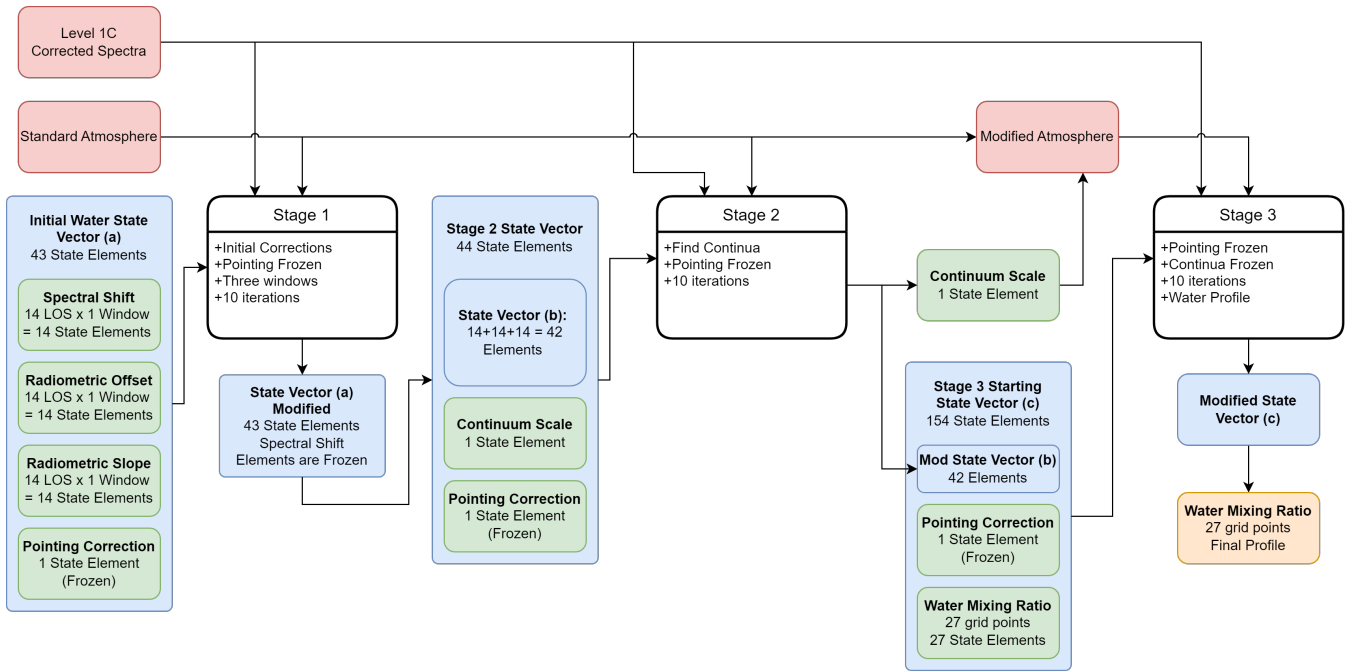 Level 1C
Corrected Spectra
Standard Atmosphere
Modified Atmosphere
Initial Water State
Vector (a)
43 State Elements
Spectral Shift
14 LOS x 1 Window
= 14 State Elements
Radiometric Offset
14 LOS x 1 Window
= 14 State Elements
Radiometric Slope
14 LOS x 1 Window
= 14 State Elements
Pointing Correction
1 State Element
(Frozen)
Stage 1
+Initial Corrections
+Pointing Frozen
+Three windows
+10 iterations
State Vector (a)
Modified
43 State Elements
Spectral Shift
Elements are Frozen
Stage 2 State Vector
44 State Elements
State Vector (b):
14+14+14 = 42
Elements
Continuum Scale
1 State Element
Pointing Correction
1 State Element
(Frozen)
Stage 2
+Find Continua
+Pointing Frozen
+10 iterations
Continuum Scale
1 State Element
Stage 3 Starting
State Vector (c)
154 State Elements
Mod State Vector (b)
42 Elements
Pointing Correction
1 State Element
(Frozen)
Water Mixing Ratio
27 grid points
27 State Elements
Stage 3
+Pointing Frozen
+Continua Frozen
+10 iterations
+Water Profile
Modified State
Vector (c)
Water Mixing Ratio
27 grid points
Final Profile